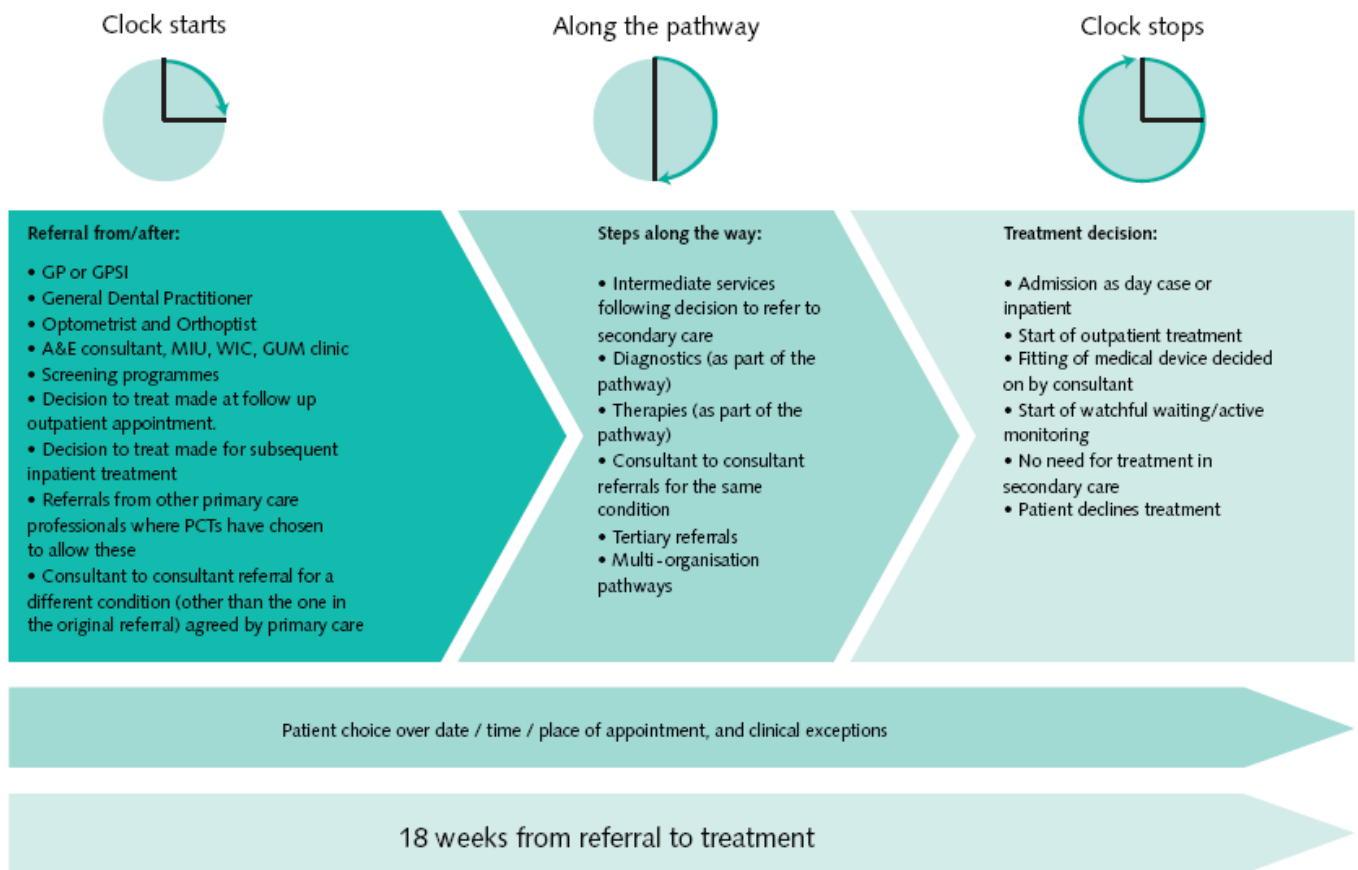 Clock starts
Along the pathway
Clock stops
Referral from/after:
• GP or GPSI
• General Dental Practitioner
• Optometrist and Orthoptist
• A&E consultant, MIU, WIC, GUM clinic
• Screening programmes
• Decision to treat made at follow up
outpatient appointment.
• Decision to treat made for subsequent
inpatient treatment
• Referrals from other primary care
professionals where PCTs have chosen
to allow these
• Consultant to consultant referral for a
different condition (other than the one in
the original referral) agreed by primary care
Steps along the way:
• Intermediate services
following decision to refer to
secondary care
• Diagnostics (as part of the
pathway)
• Therapies (as part of the
pathway)
• Consultant to consultant
referrals for the same
condition
• Tertiary referrals
• Multi-organisation
pathways
Treatment decision:
• Admission as day case or
inpatient
• Start of outpatient treatment
• Fitting of medical device decided
on by consultant
• Start of watchful waiting/active
monitoring
• No need for treatment in
secondary care
• Patient declines treatment
Patient choice over date / time / place of appointment, and clinical exceptions
18 weeks from referral to treatment